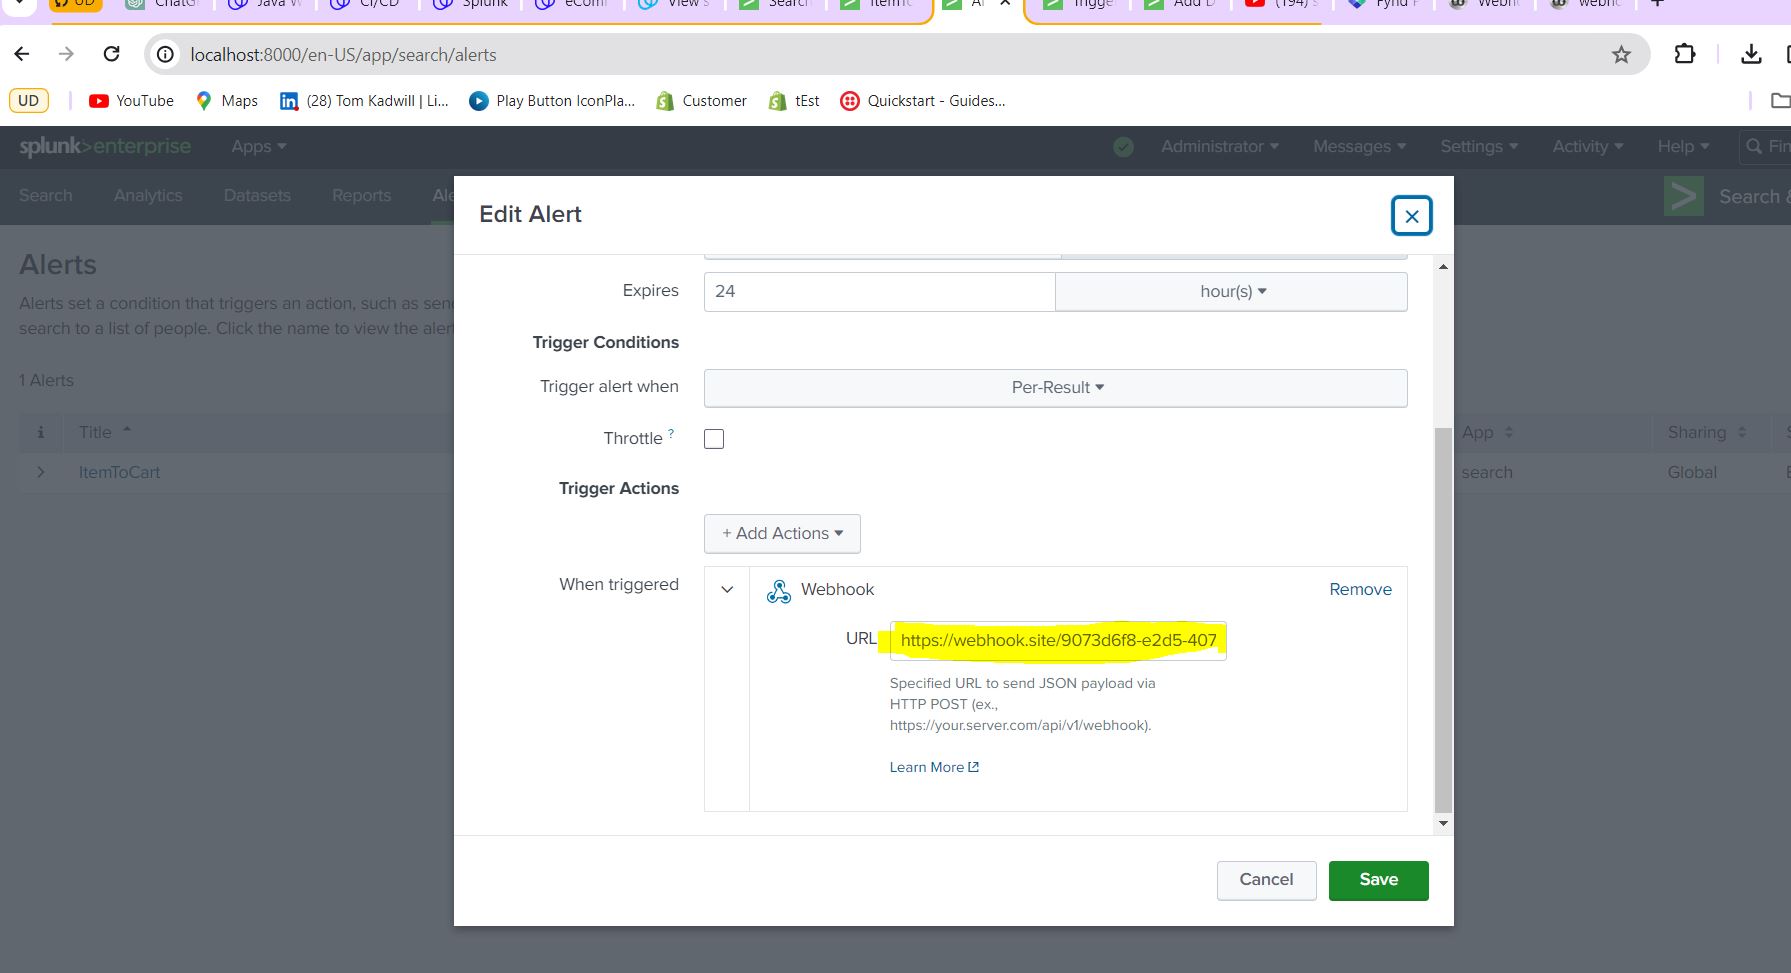 UD ChatG Java W CI/CD Splunk eCom View s Search ItemTo Al Trigge Add D (194) s Fynd P Webh webho
localhost:8000/en-US/app/search/alerts
UD YouTube Maps (28) Tom Kadwill | Li... Play Button IconPla... Customer tEst Quickstart - Guides...
splunk>enterprise Apps Administrator Messages Settings Activity Help Fin
Search Analytics Datasets Reports Ale Search &
Edit Alert
Alerts
Alerts set a condition that triggers an action, such as sen
search to a list of people. Click the name to view the alert
Expires 24 hour(s)
Trigger Conditions
1 Alerts
Trigger alert when Per-Result
i Title App Sharing S
Throttle ?
ItemToCart search Global
Trigger Actions
+ Add Actions
When triggered Webhook Remove
URL https://webhook.site/9073d6f8-e2d5-407
Specified URL to send JSON payload via
HTTP POST (ex.,
https://your.server.com/api/v1/webhook).
Learn More
Cancel Save